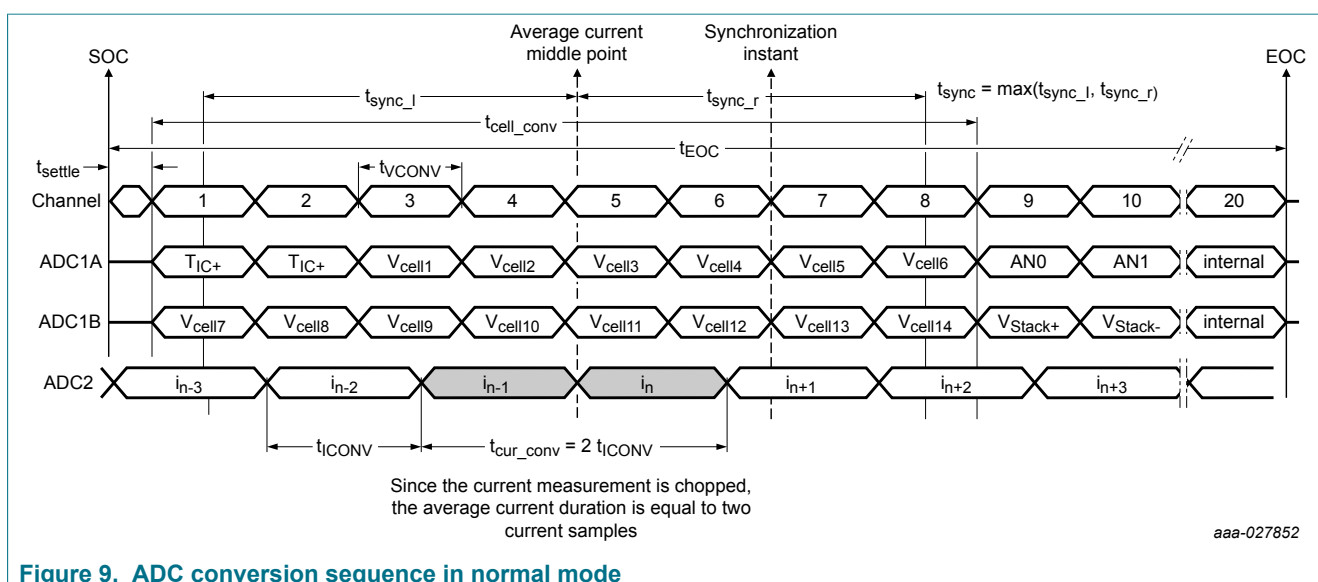 Average current
middle point
Synchronization
instant
SOC
EOC
tsync_l
tsync_r
tsync = max(tsync_l, tsync_r)
tcell_conv
tEOC
tsettle
tVCONV
Channel 1 2 3 4 5 6 7 8 9 10 20
ADC1A TIC+ TIC+ Vcell1 Vcell2 Vcell3 Vcell4 Vcell5 Vcell6 AN0 AN1 internal
ADC1B Vcell7 Vcell8 Vcell9 Vcell10 Vcell11 Vcell12 Vcell13 Vcell14 VStack+ VStack- internal
ADC2 in-3 in-2 in-1 in in+1 in+2 in+3
tICONV
tcur_conv = 2 tICONV
Since the current measurement is chopped,
the average current duration is equal to two
current samples
aaa-027852
Figure 9. ADC conversion sequence in normal mode